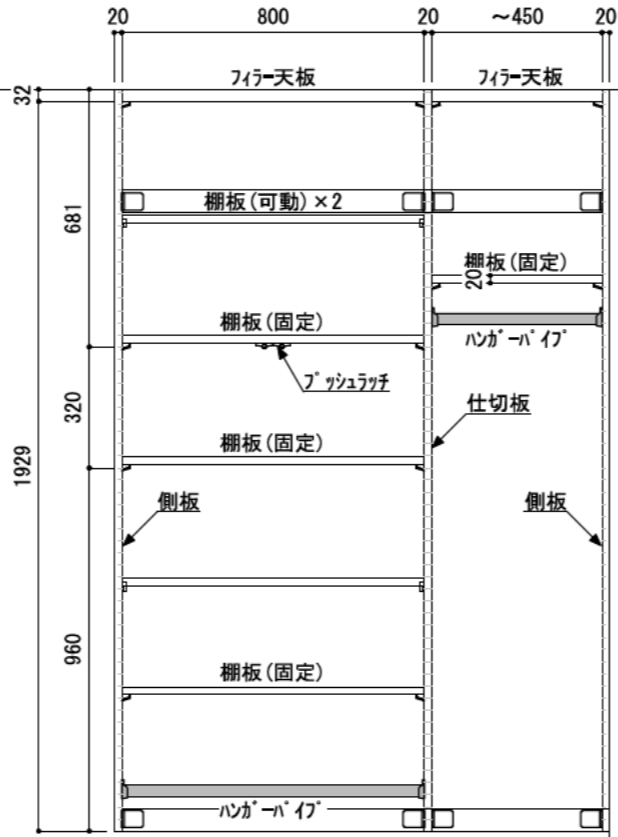 20 800 20 ～450 20
ﾌｨﾗｰ天板 ﾌｨﾗｰ天板
32
681
棚板(可動)×2
棚板(固定)
20
棚板(固定)
ﾊﾝｶﾞｰﾊﾟｲﾌﾟ
ﾌﾟｯｼｭﾗｯﾁ
320
仕切板
棚板(固定)
1929
側板 側板
960
棚板(固定)
ﾊﾝｶﾞｰﾊﾟｲﾌﾟ